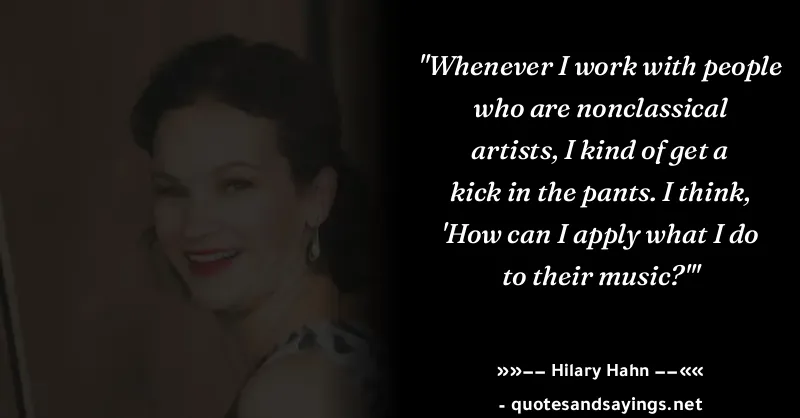 "Whenever I work with people
who are nonclassical
artists, I kind of get a
kick in the pants. I think,
'How can I apply what I do
to their music?'"
»»−− Hilary Hahn −−««
- quotesandsayings.net